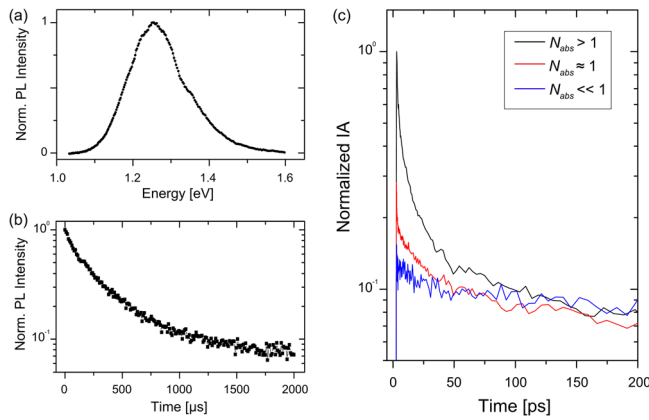 (a)
Norm. PL Intensity
1
0
1.0
1.2
1.4
1.6
Energy [eV]
(b)
Norm. PL Intensity
10⁰
10⁻¹
0
500
1000
1500
2000
Time [µs]
(c)
Normalized IA
10⁰
10⁻¹
N_abs > 1
N_abs ≈ 1
N_abs << 1
0
50
100
150
200
Time [ps]